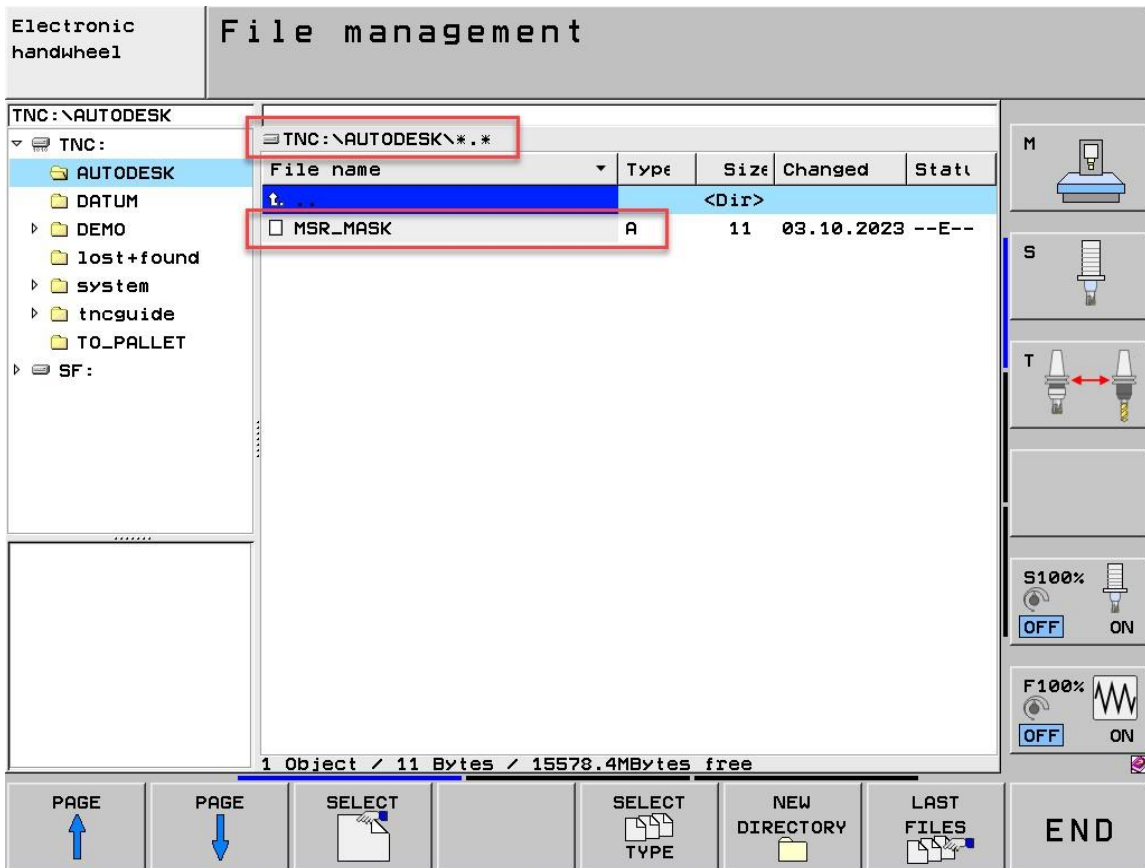 Electronic
handwheel
File management
TNC:\AUTODESK
TNC:
AUTODESK
DATUM
DEMO
lost+found
system
tncguide
TO_PALLET
SF:
TNC:\AUTODESK\*.*
File name Type Size Changed Statu
.. <Dir>
MSR_MASK A 11 03.10.2023 --E--
1 Object / 11 Bytes / 15578.4MBytes free
M
S
T
S100%
OFF ON
F100%
OFF ON
PAGE
PAGE
SELECT
SELECT
TYPE
NEW
DIRECTORY
LAST
FILES
END